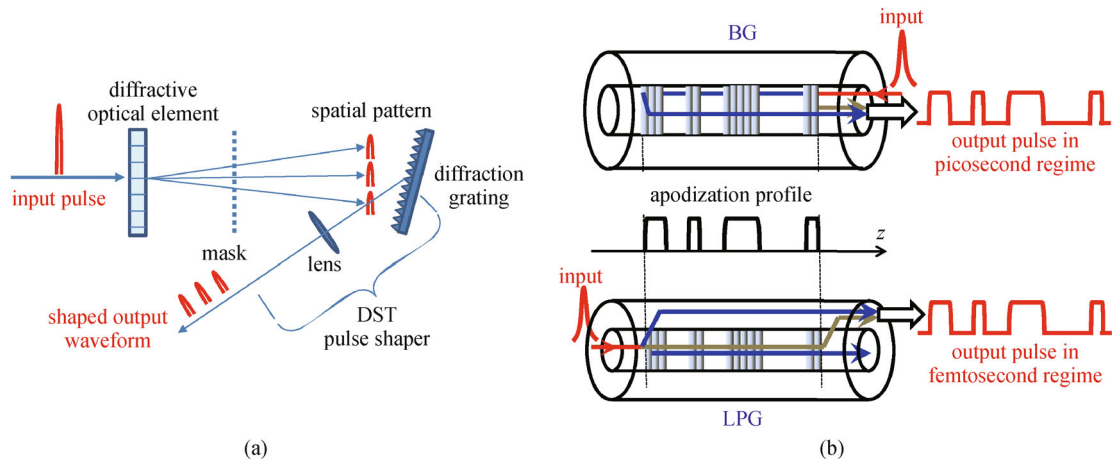 diffractive
optical element
spatial pattern
input pulse
diffraction
grating
mask
lens
shaped output
waveform
DST
pulse shaper
(a)
BG
input
output pulse in
picosecond regime
apodization profile
z
input
output pulse in
femtosecond regime
LPG
(b)